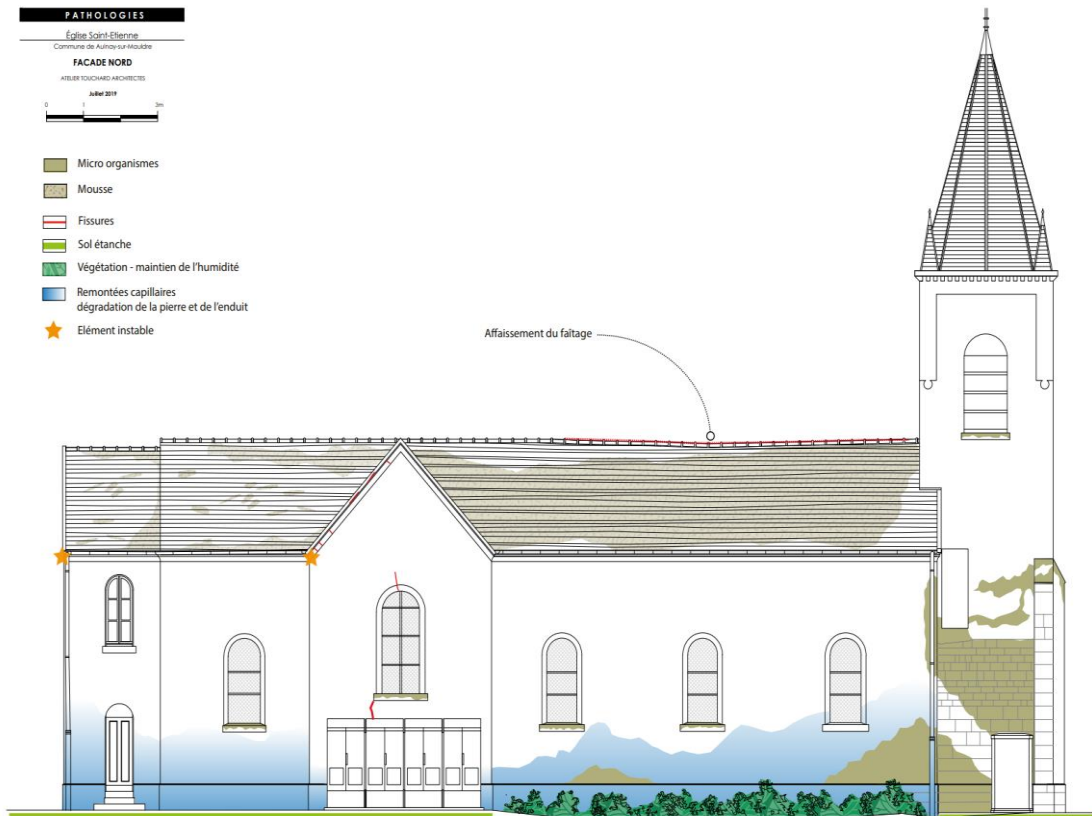 PATHOLOGIES
Église Saint-Etienne
Commune de Aulnay-sur-Mauldre
FACADE NORD
ATELIER TOUCHARD ARCHITECTES
Juillet 2019
0 1 3m
Micro organismes
Mousse
Fissures
Sol étanche
Végétation - maintien de l'humidité
Remontées capillaires
dégradation de la pierre et de l'enduit
Elément instable
Affaissement du faîtage